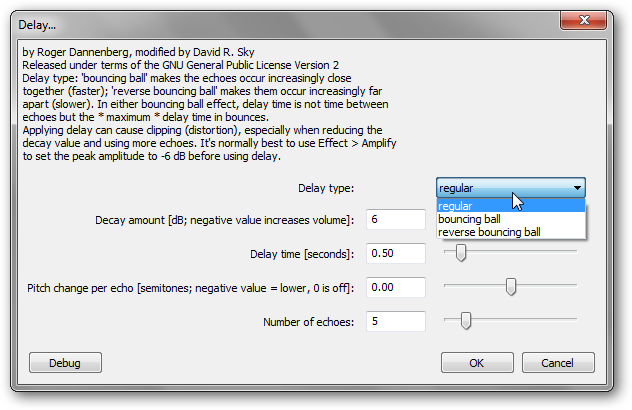 Delay...
by Roger Dannenberg, modified by David R. Sky
Released under terms of the GNU General Public License Version 2
Delay type: 'bouncing ball' makes the echoes occur increasingly close
together (faster); 'reverse bouncing ball' makes them occur increasingly far
apart (slower). In either bouncing ball effect, delay time is not time between
echoes but the * maximum * delay time in bounces.
Applying delay can cause clipping (distortion), especially when reducing the
decay value and using more echoes. It's normally best to use Effect > Amplify
to set the peak amplitude to -6 dB before using delay.
Delay type: regular
regular
bouncing ball
reverse bouncing ball
Decay amount [dB; negative value increases volume]: 6
Delay time [seconds]: 0.50
Pitch change per echo [semitones; negative value = lower, 0 is off]: 0.00
Number of echoes: 5
Debug OK Cancel